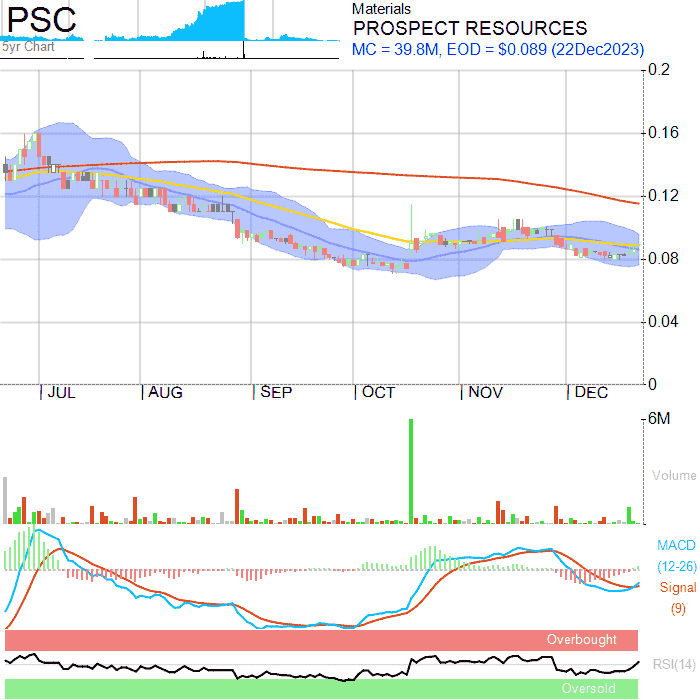 PSC
5yr Chart
Materials
PROSPECT RESOURCES
MC = 39.8M, EOD = $0.089 (22Dec2023)
0.2
0.16
0.12
0.08
0.04
0
JUL AUG SEP OCT NOV DEC
6M
Volume
MACD
(12-26)
Signal
(9)
Overbought
RSI(14)
Oversold